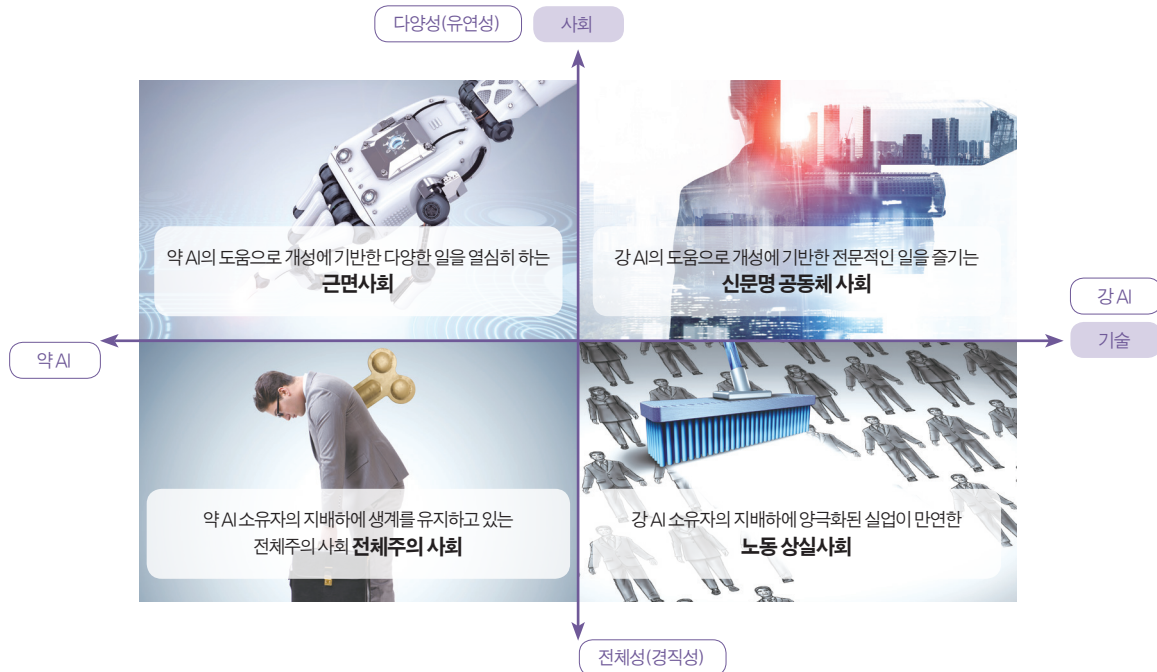 다양성(유연성)
사회
약 AI의 도움으로 개성에 기반한 다양한 일을 열심히 하는
근면사회
강 AI의 도움으로 개성에 기반한 전문적인 일을 즐기는
신문명 공동체 사회
강 AI
기술
약 AI
약 AI 소유자의 지배하에 생계를 유지하고 있는
전체주의 사회 전체주의 사회
강 AI 소유자의 지배하에 양극화된 실업이 만연한
노동 상실사회
전체성(경직성)